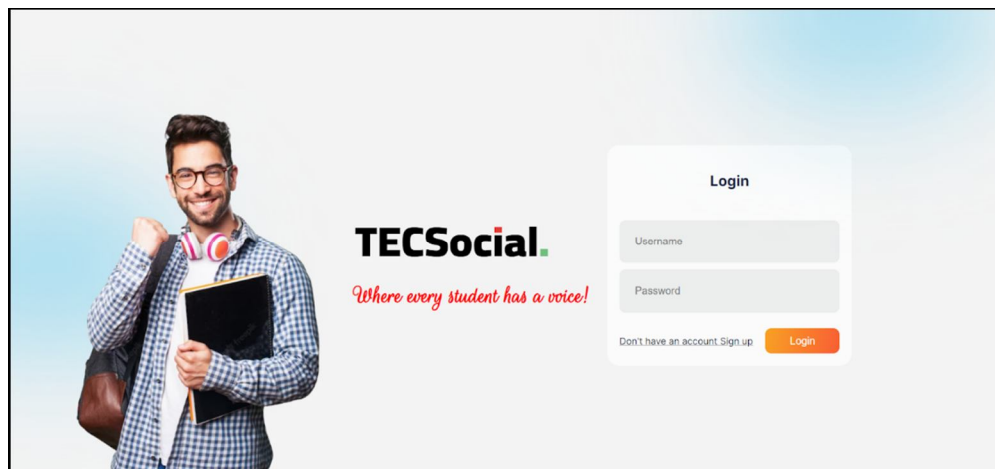 Login
TECSocial.
Where every student has a voice!
Username
Password
Don't have an account Sign up
Login